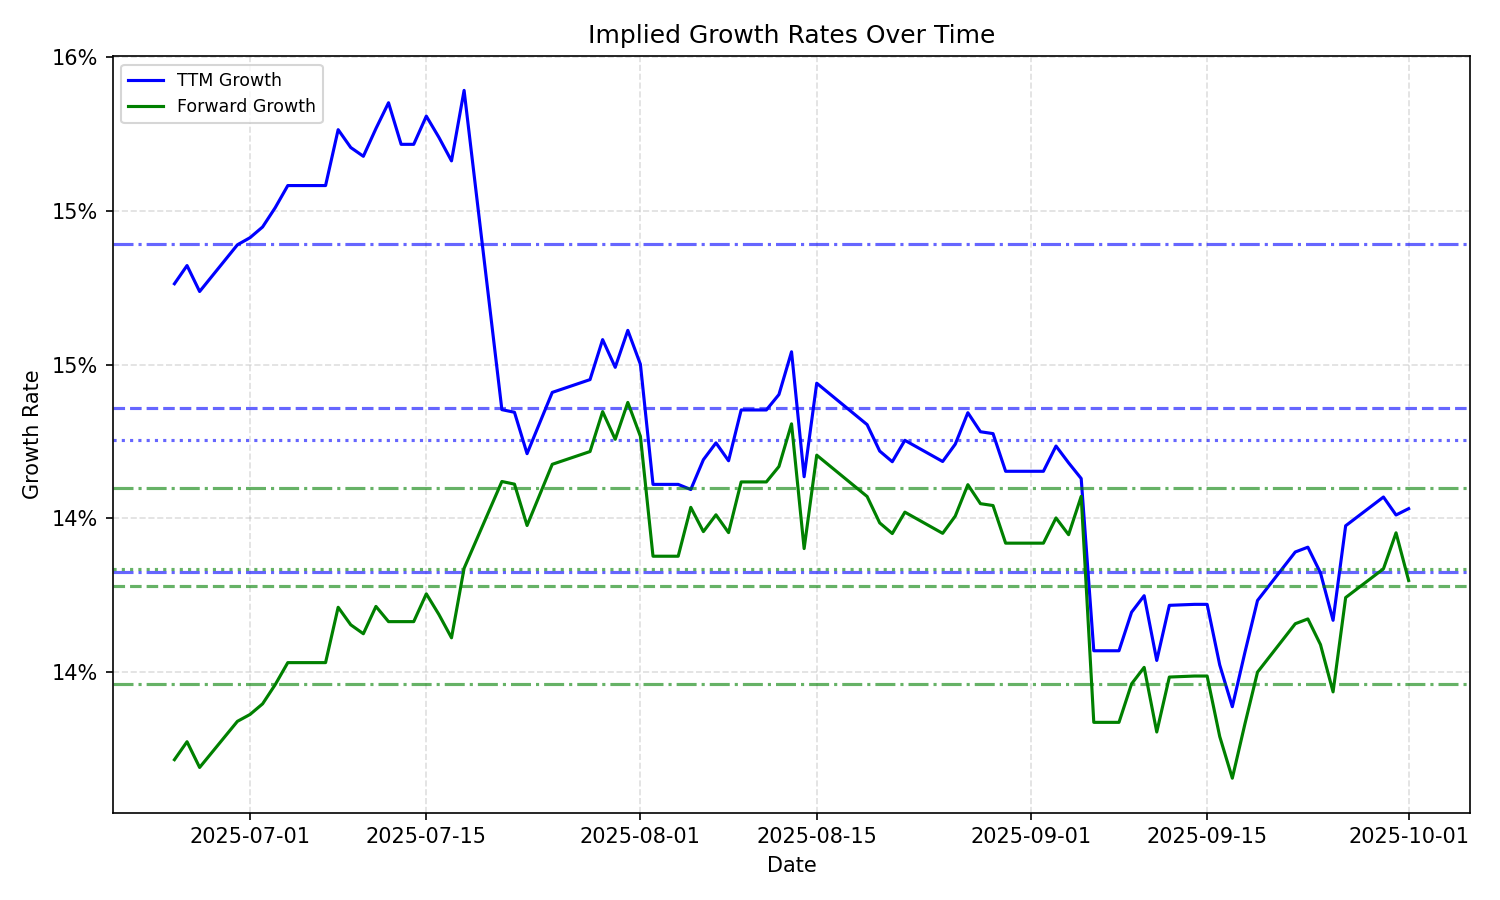 Implied Growth Rates Over Time
TTM Growth
Forward Growth
16%
15%
15%
14%
14%
Growth Rate
2025-07-01
2025-07-15
2025-08-01
2025-08-15
2025-09-01
2025-09-15
2025-10-01
Date